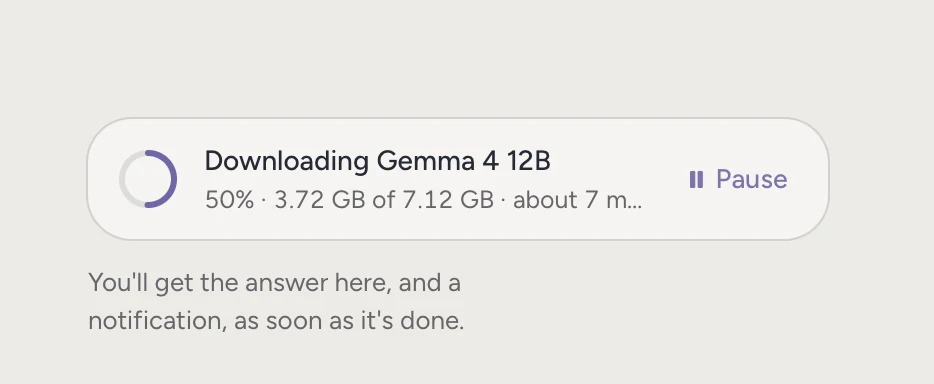 Downloading Gemma 4 12B
50% · 3.72 GB of 7.12 GB · about 7 m...
Pause
You'll get the answer here, and a
notification, as soon as it's done.